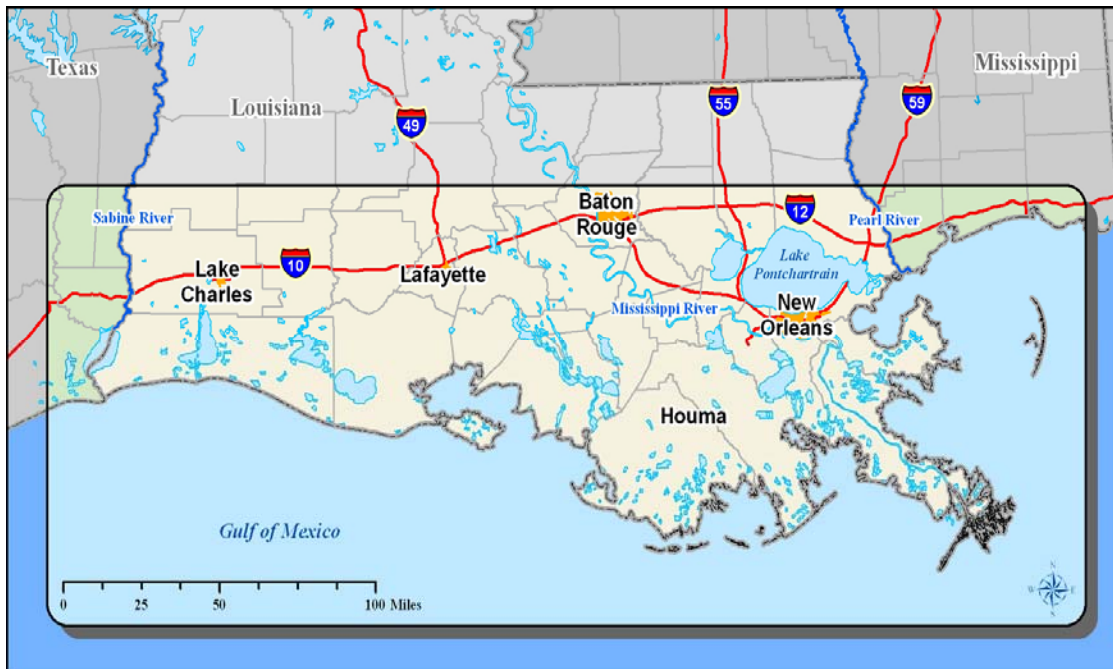 Texas
Louisiana
Mississippi
49
55
59
Sabine River
Baton
Rouge
12
Pearl River
10
Lake
Charles
Lafayette
Lake
Pontchartrain
Mississippi River
New
Orleans
Houma
Gulf of Mexico
0 25 50 100 Miles
N
W E
S